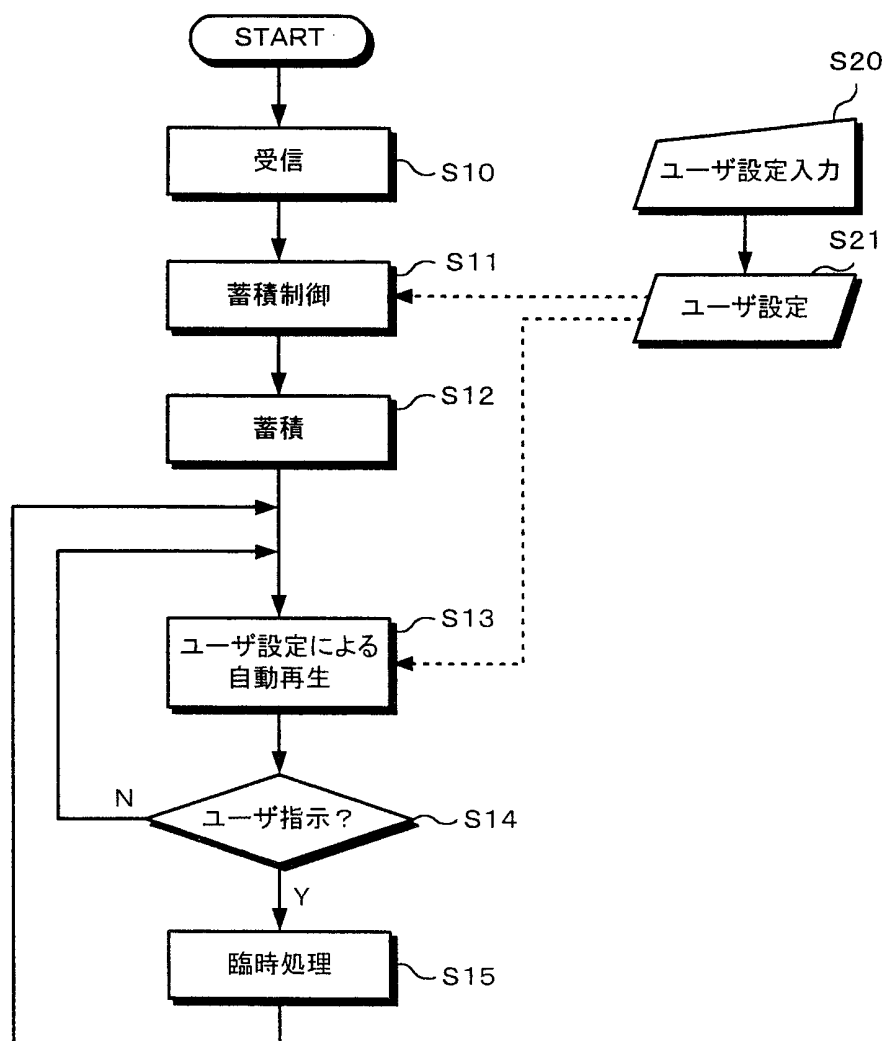 START
受信
S10
蓄積制御
S11
蓄積
S12
ユーザ設定による
自動再生
S13
ユーザ指示？
S14
N
Y
臨時処理
S15
S20
ユーザ設定入力
S21
ユーザ設定